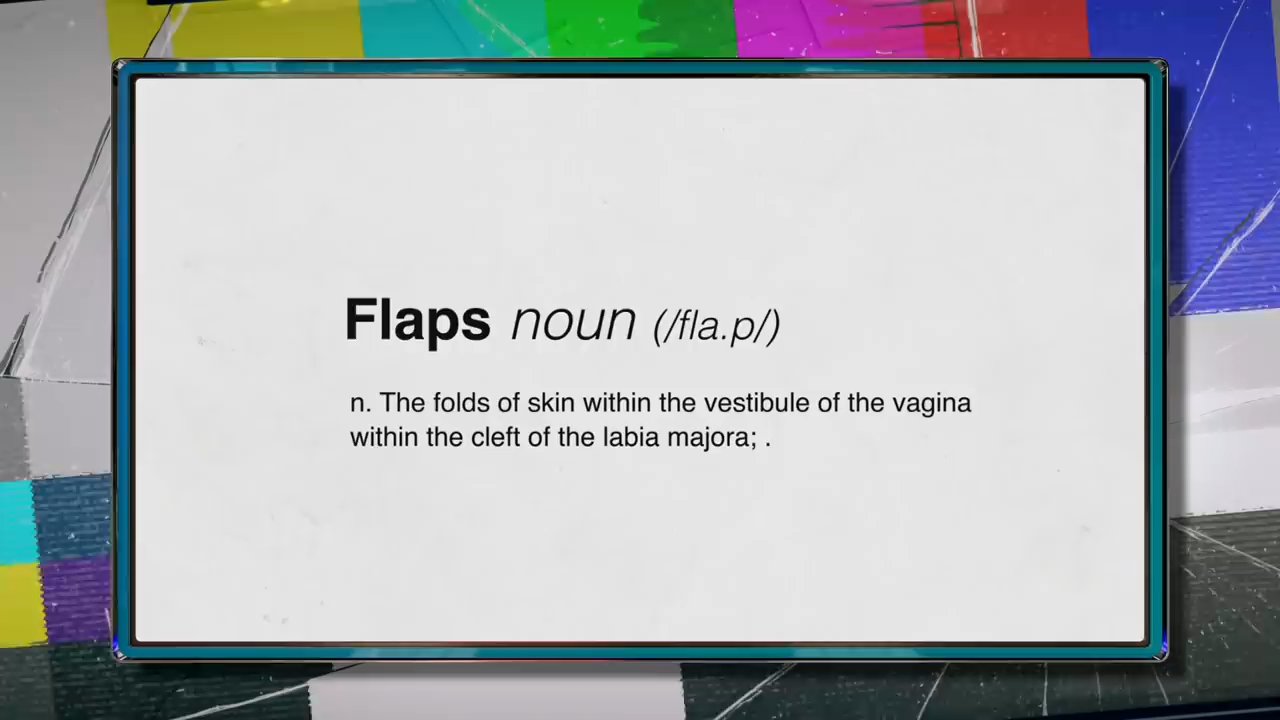 Flaps noun (/fla.p/)
n. The folds of skin within the vestibule of the vagina
within the cleft of the labia majora; .